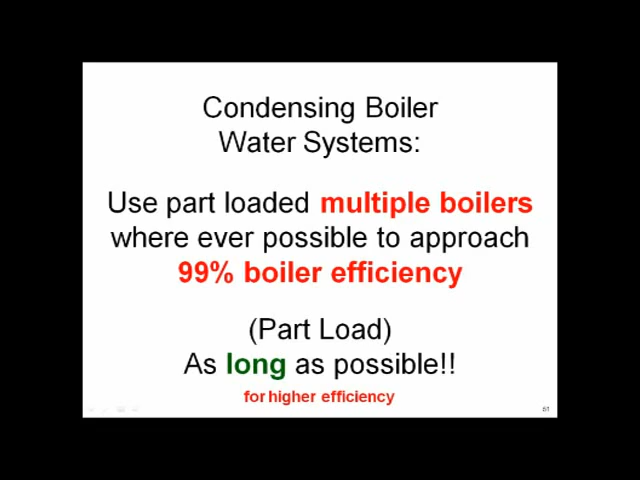 Condensing Boiler
Water Systems:
Use part loaded multiple boilers
where ever possible to approach
99% boiler efficiency
(Part Load)
As long as possible!!
for higher efficiency
61